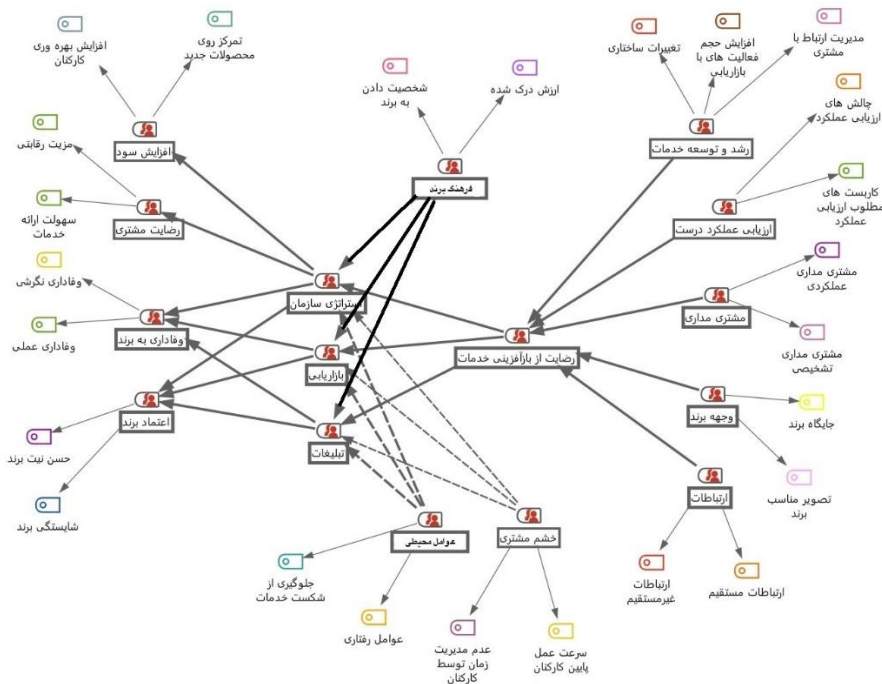 مدیریت ارتباط با
مشتری
افزایش حجم
فعالیت های با
بازاریابی
تغییرات ساختاری
تمرکز روی
محصولات جدید
افزایش بهره وری
کارکنان
ارزش درک شده
شخصیت دادن
به برند
چالش های
ارزیابی عملکرد
رشد و توسعه خدمات
افزایش سود
مزیت رقابتی
فرهنگ برند
کاربست های
مطلوب ارزیابی
عملکرد
ارزیابی عملکرد درست
رضایت مشتری
سهولت ارائه
خدمات
وفاداری نگرشی
استراتژی سازمان
مشتری مداری
عملکردی
مشتری مداری
وفاداری به برند
وفاداری عملی
رضایت از بازآفزینی خدمات
بازاریابی
مشتری مداری
تشخیصی
وجهه برند
جایگاه برند
اعتماد برند
حسن نیت برند
تبلیغات
تصویر مناسب
برند
ارتباطات
شایستگی برند
عوامل محیطی
خشم مشتری
جلوگیری از
شکست خدمات
ارتباطات
غیرمستقیم
ارتباطات مستقیم
عوامل رفتاری
عدم مدیریت
زمان توسط
کارکنان
سرعت عمل
پایین کارکنان